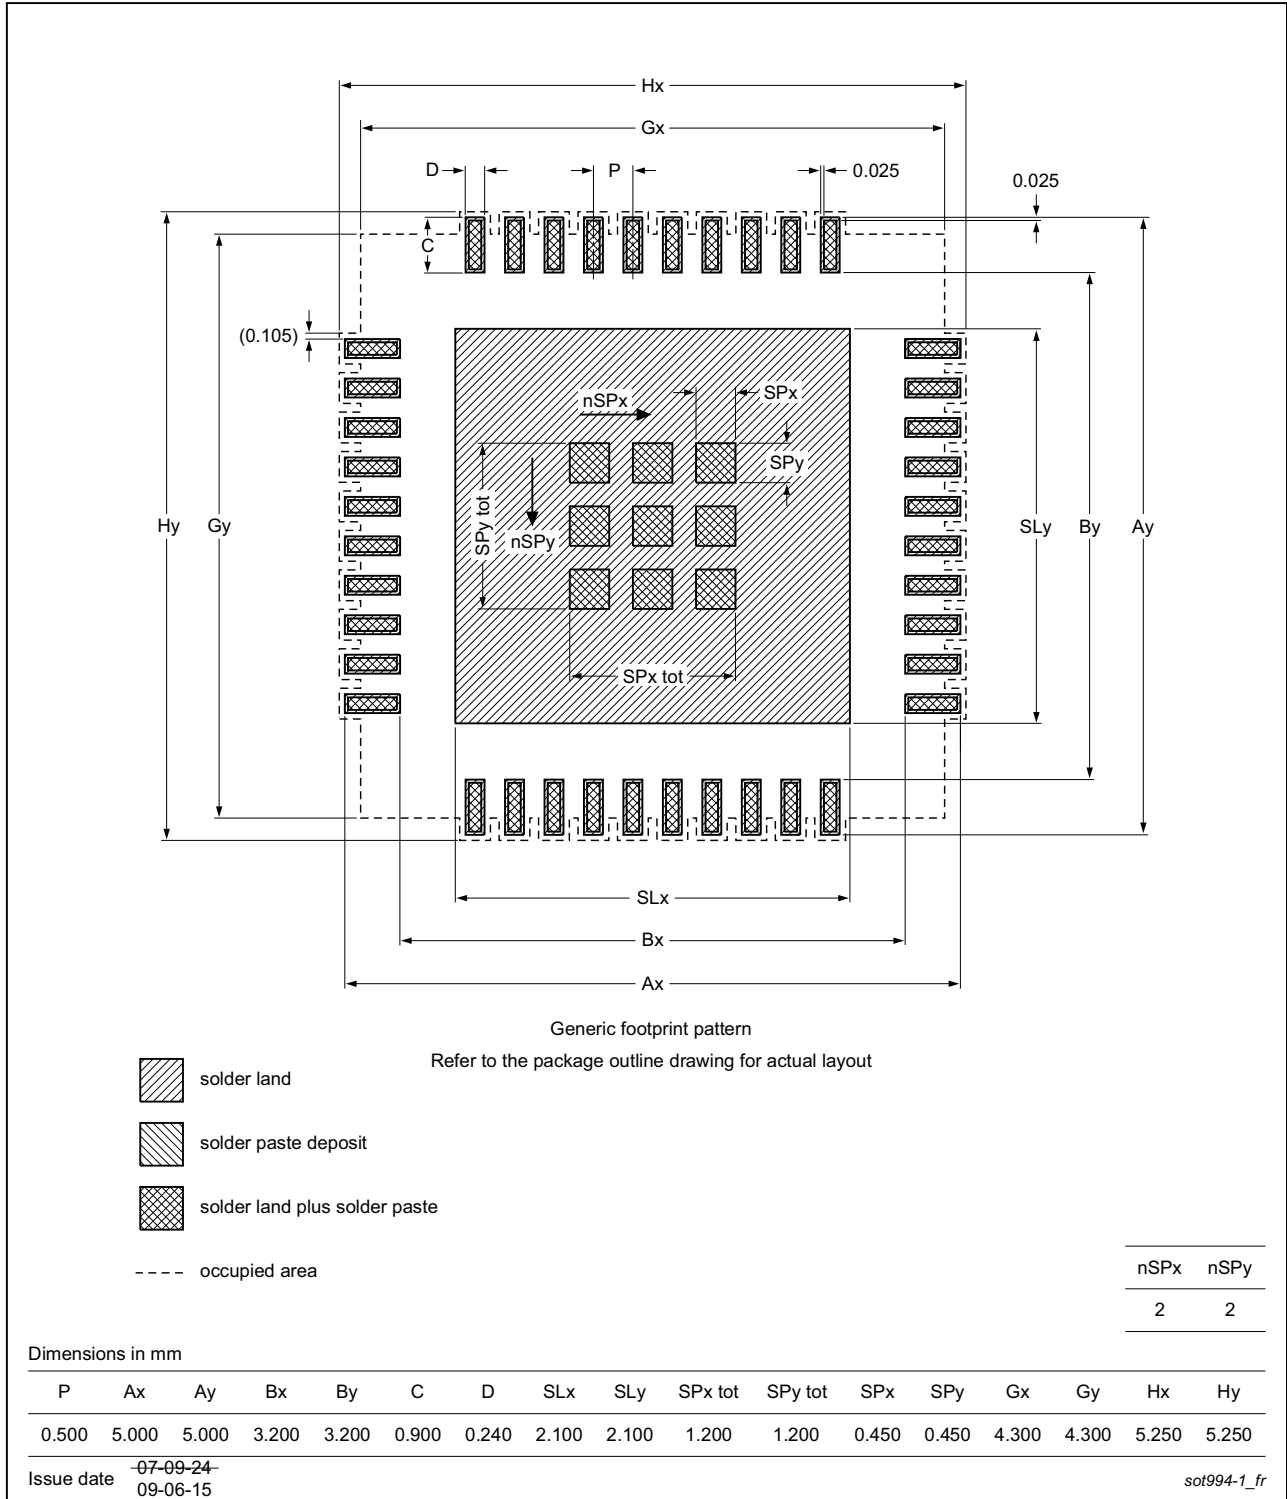 Hx
Gx
D
P
0.025
0.025
C
(0.105)
nSPx
SPx
SPy
SPy tot
nSPy
Hy
Gy
SLy
By
Ay
SPx tot
SLx
Bx
Ax
Generic footprint pattern
Refer to the package outline drawing for actual layout
solder land
solder paste deposit
solder land plus solder paste
occupied area
nSPx nSPy
2 2
Dimensions in mm
P Ax Ay Bx By C D SLx SLy SPx tot SPy tot SPx SPy Gx Gy Hx Hy
0.500 5.000 5.000 3.200 3.200 0.900 0.240 2.100 2.100 1.200 1.200 0.450 0.450 4.300 4.300 5.250 5.250
Issue date 07-09-24
09-06-15
sot994-1_fr